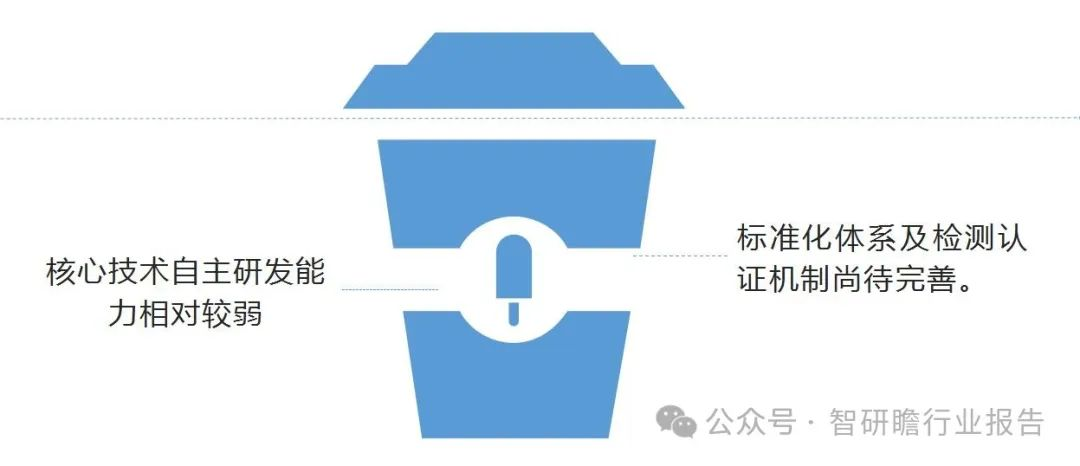 核心技术自主研发能
力相对较弱
标准化体系及检测认
证机制尚待完善。
公众号·智研瞻行业报告